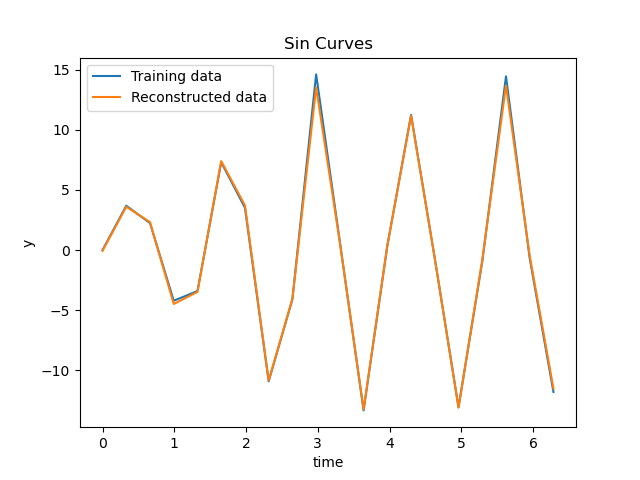 Sin Curves
Training data
Reconstructed data
15
10
5
0
−5
−10
y
0 1 2 3 4 5 6
time